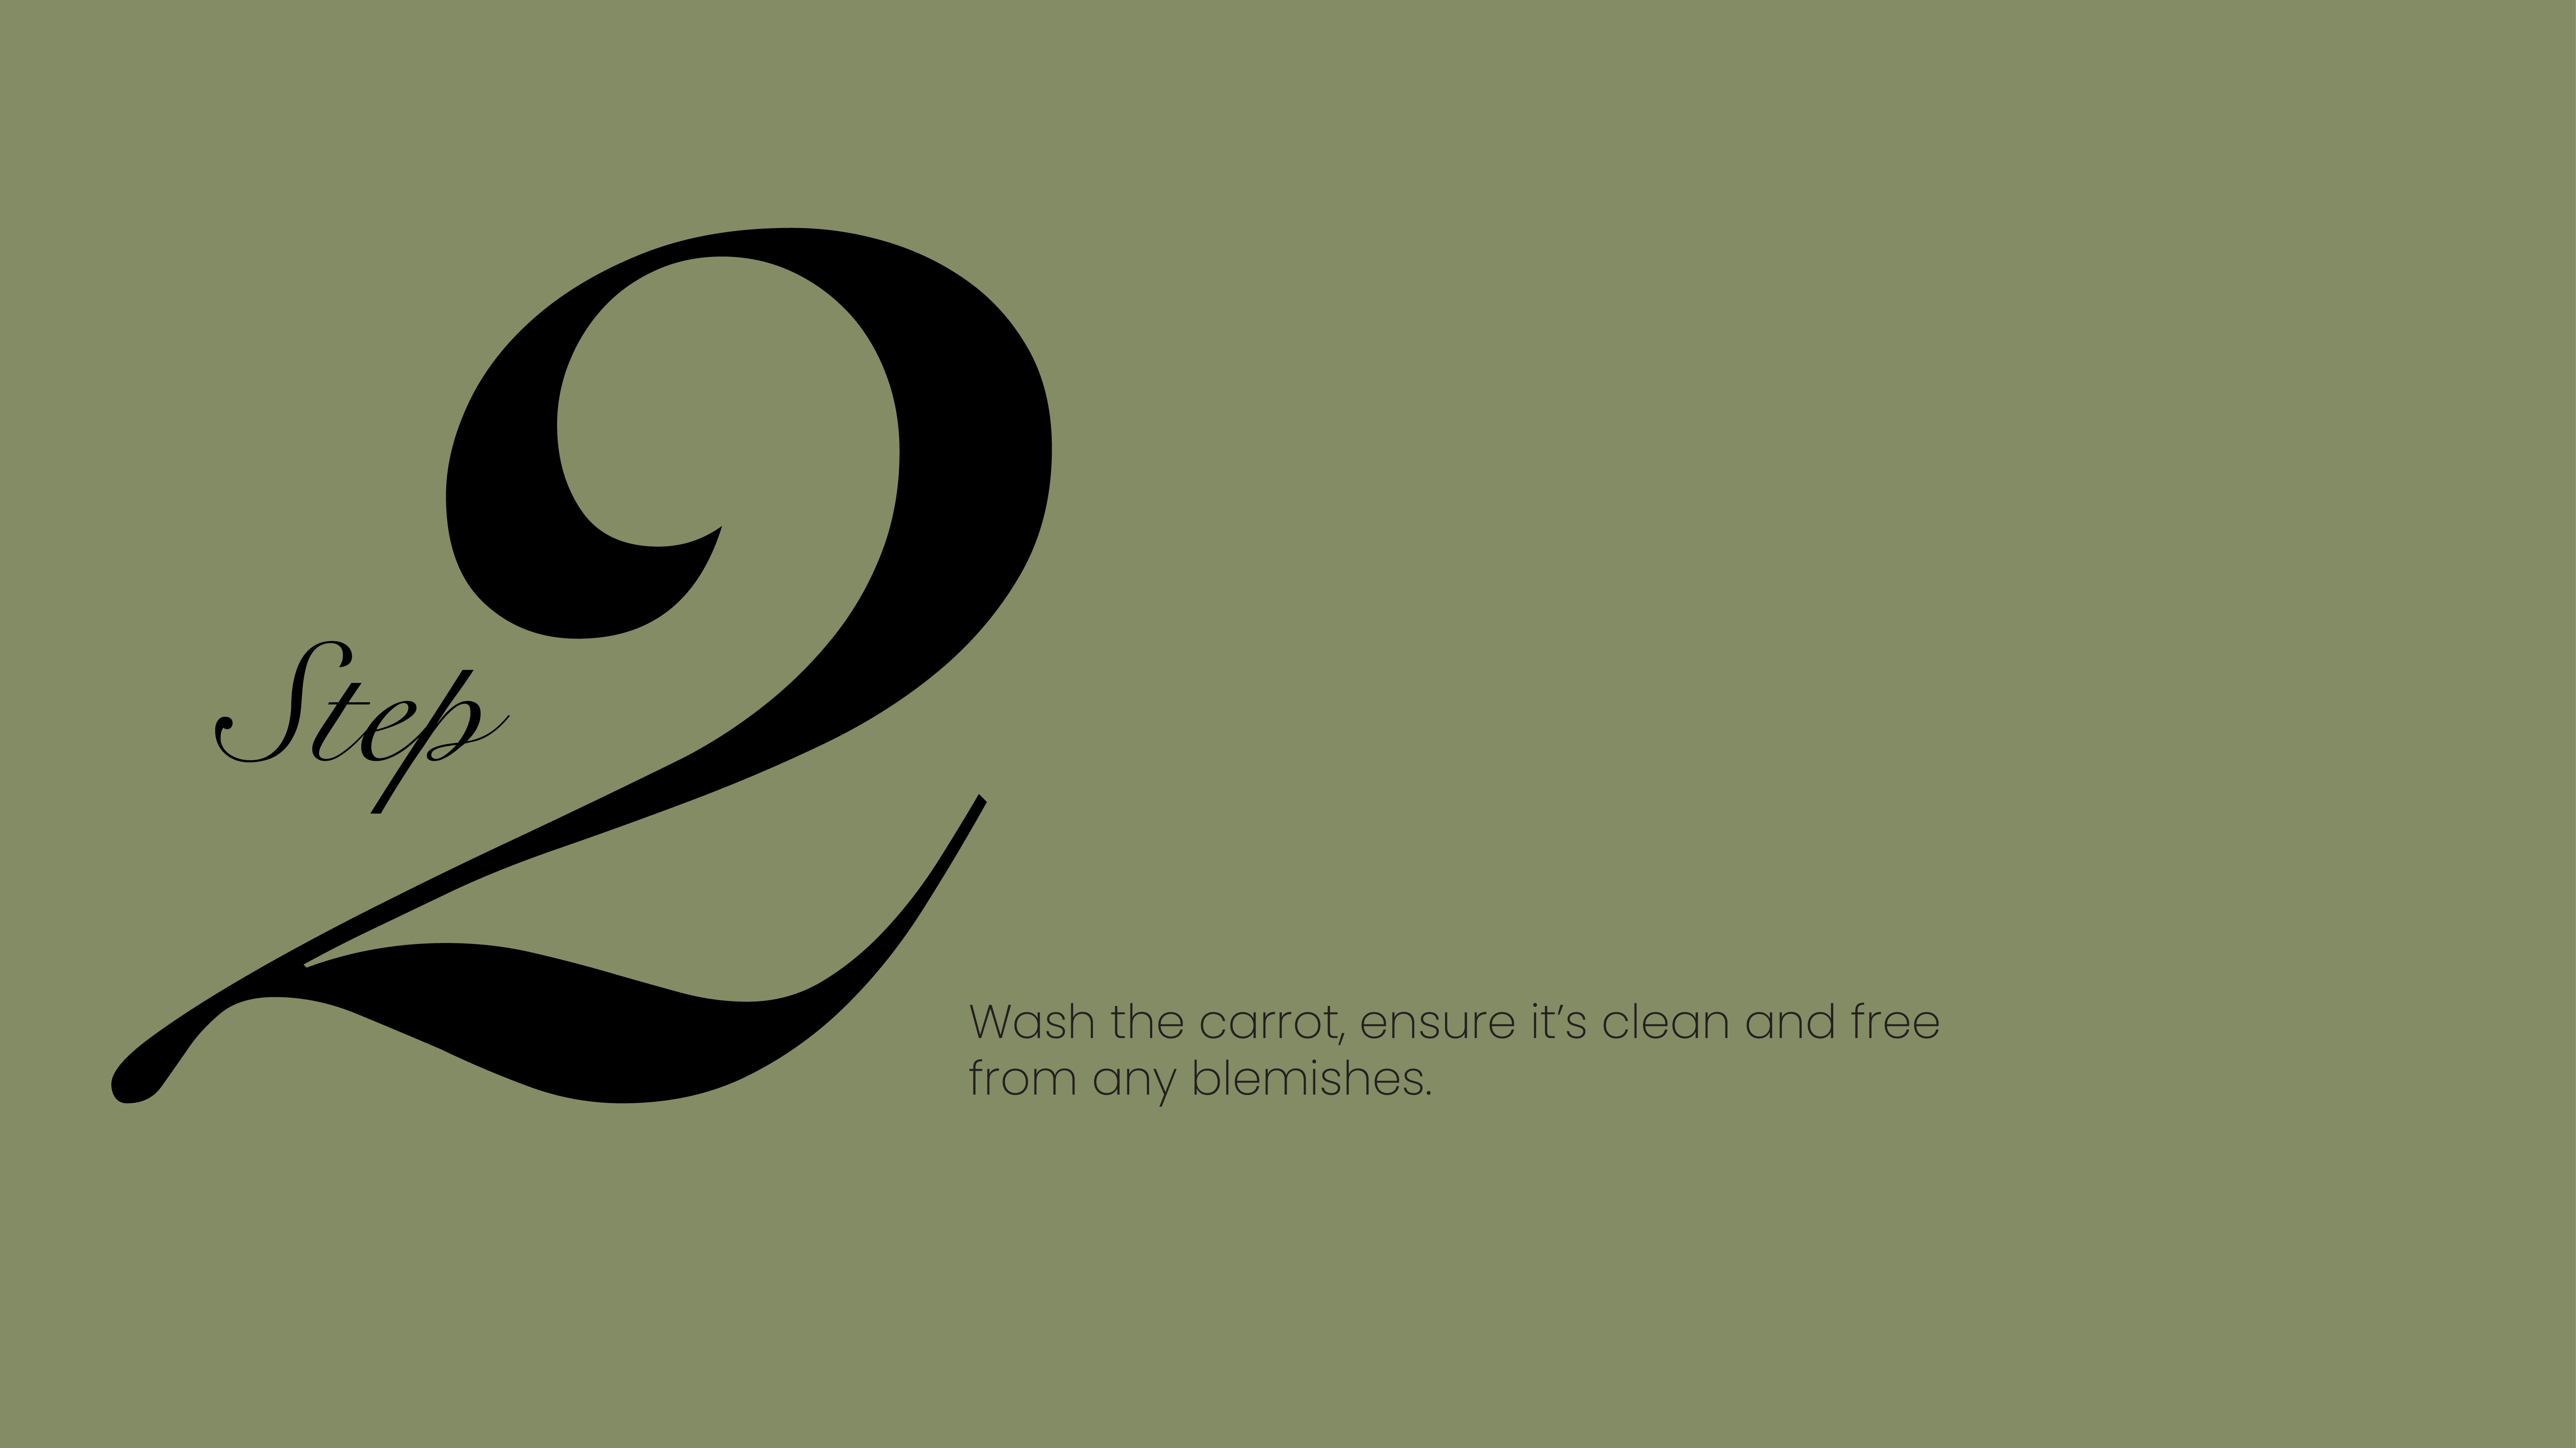 Step
2
Wash the carrot, ensure it’s clean and free
from any blemishes.